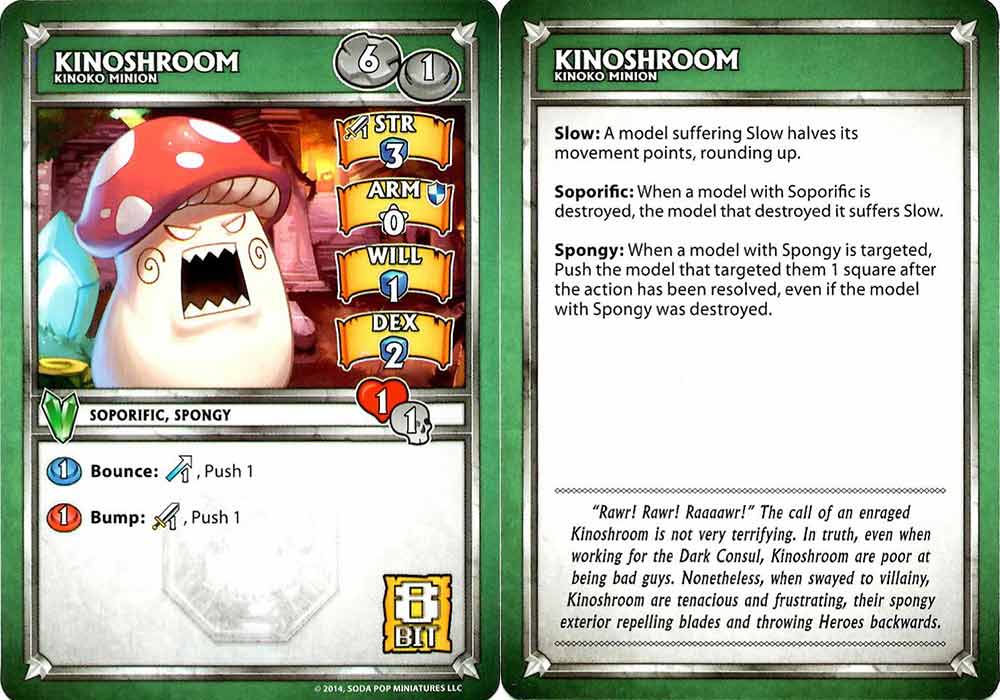 KINOSHROOM
KINOKO MINION
6
1
STR
3
ARM
0
WILL
1
DEX
2
1
1
SOPORIFIC, SPONGY
1 Bounce: , Push 1
1 Bump: , Push 1
8
BIT
© 2014, SODA POP MINIATURES LLC
KINOSHROOM
KINOKO MINION
Slow: A model suffering Slow halves its
movement points, rounding up.
Soporific: When a model with Soporific is
destroyed, the model that destroyed it suffers Slow.
Spongy: When a model with Spongy is targeted,
Push the model that targeted them 1 square after
the action has been resolved, even if the model
with Spongy was destroyed.
“Rawr! Rawr! Raaaawr!” The call of an enraged
Kinoshroom is not very terrifying. In truth, even when
working for the Dark Consul, Kinoshroom are poor at
being bad guys. Nonetheless, when swayed to villainy,
Kinoshroom are tenacious and frustrating, their spongy
exterior repelling blades and throwing Heroes backwards.